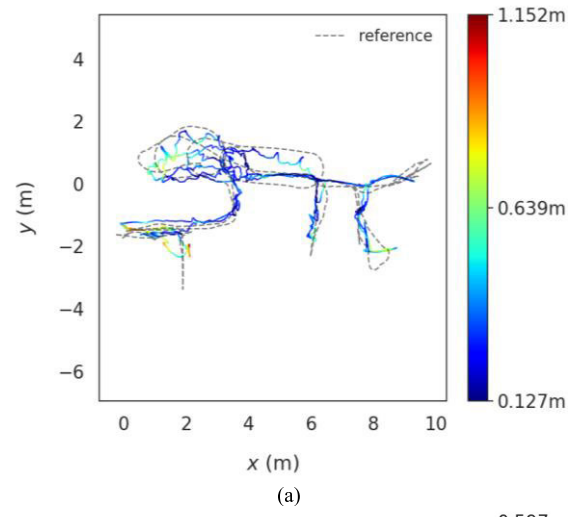 1.152m
reference
4
2
0
−2
−4
−6
y (m)
0.639m
0.127m
0 2 4 6 8 10
x (m)
(a)